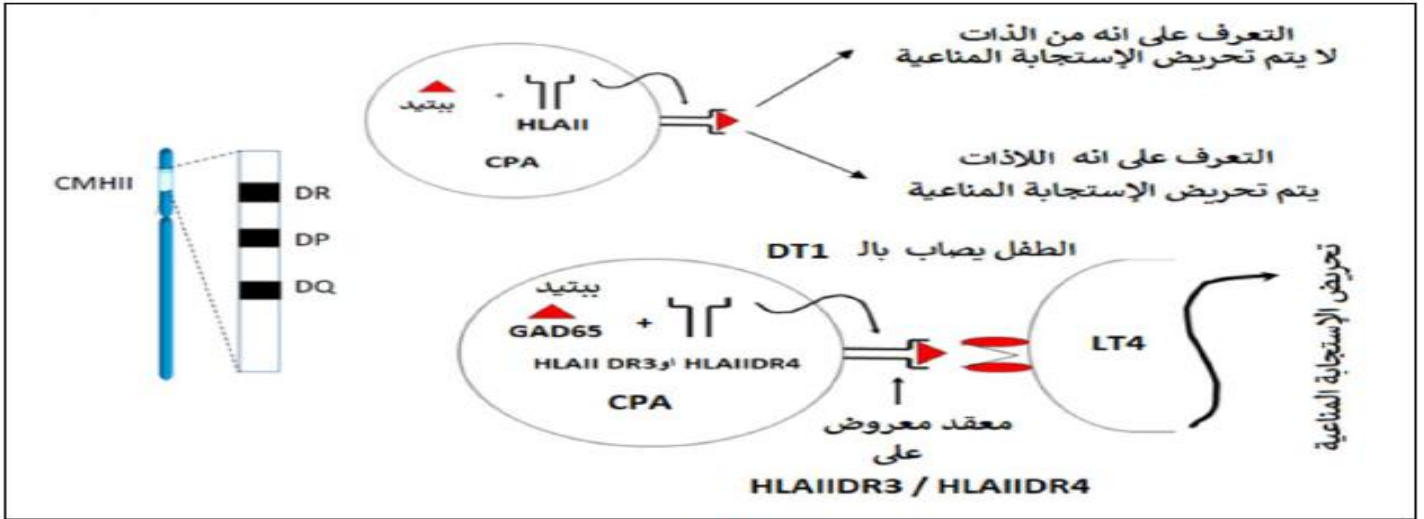 التعرف على انه من الذات
لا يتم تحريض الإستجابة المناعية
ببتيد
HLAII
CPA
التعرف على انه اللاذات
يتم تحريض الإستجابة المناعية
CMHII
DR
DP
DQ
الطفل يصاب بالـ DT1
ببتيد
GAD65
+
HLAII DR3 او HLAIIDR4
CPA
LT4
تحريض الإستجابة المناعية
معقد معروض
على
HLAIIDR3 / HLAIIDR4